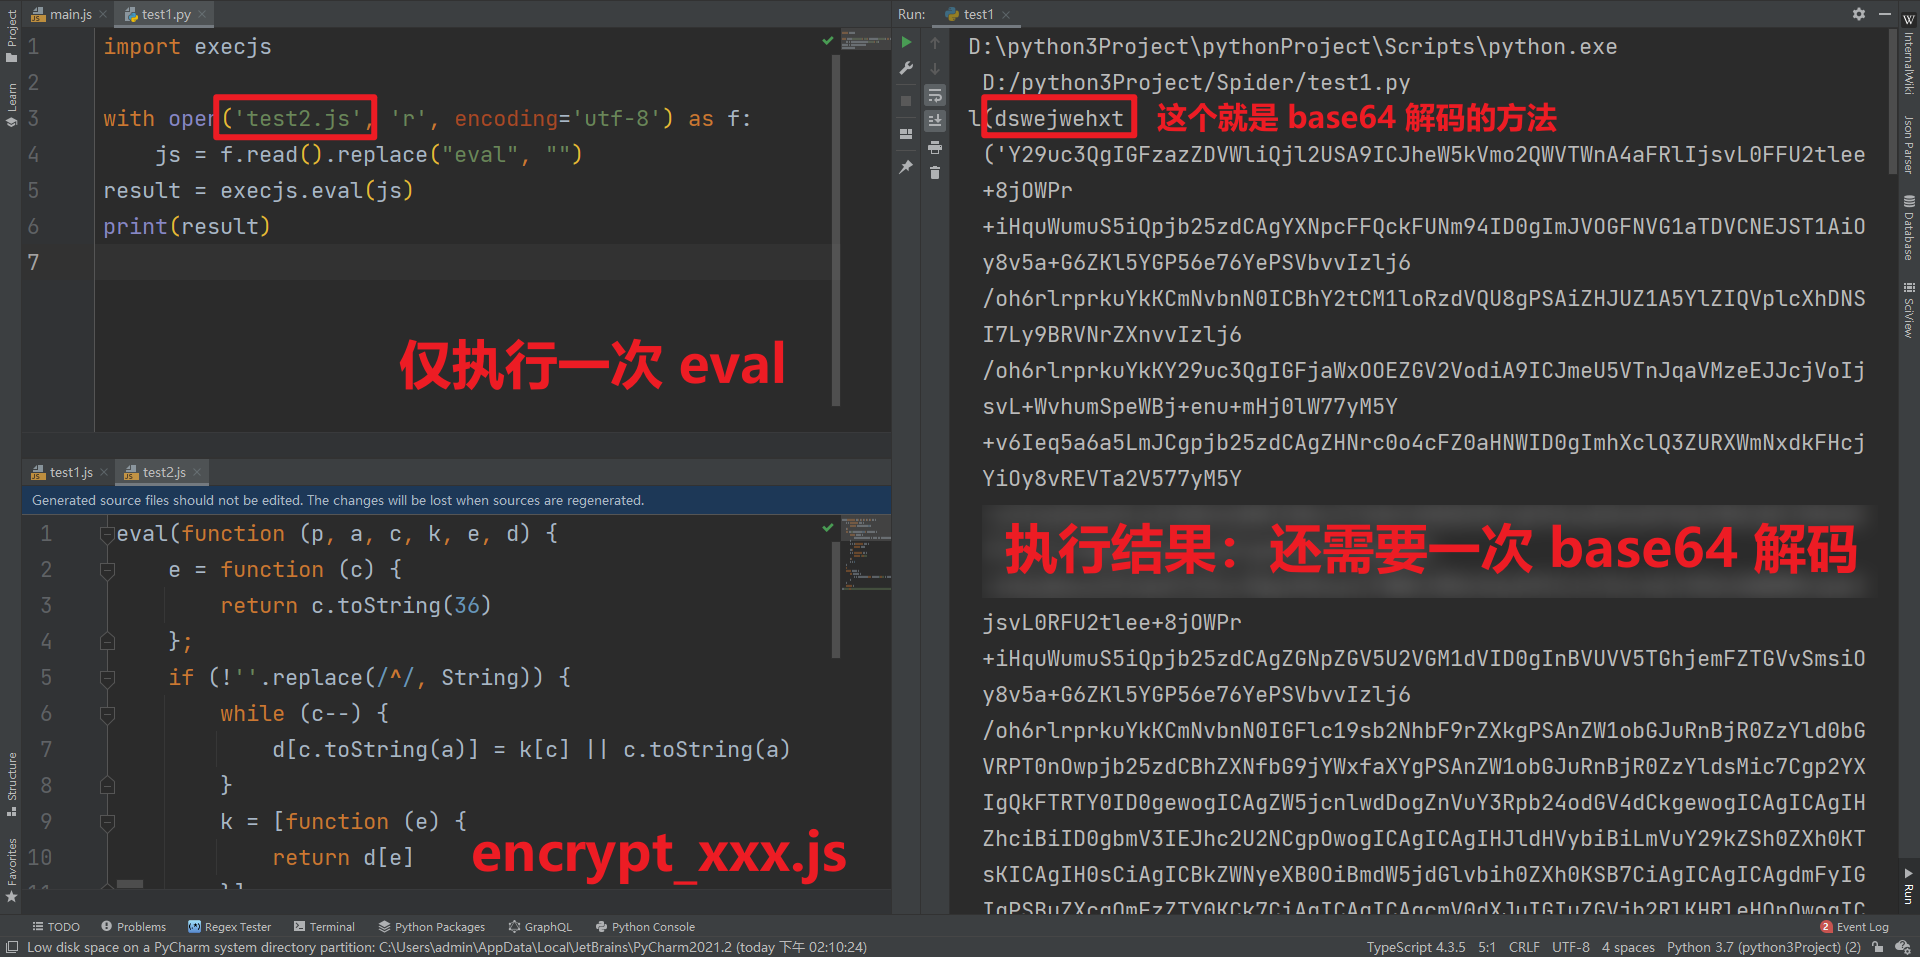 main.js
test1.py
Project
Learn
1 import execjs
2
3 with open('test2.js', 'r', encoding='utf-8') as f:
4 js = f.read().replace("eval", "")
5 result = execjs.eval(js)
6 print(result)
7
仅执行一次 eval
test1.js
test2.js
Generated source files should not be edited. The changes will be lost when sources are regenerated.
1 eval(function (p, a, c, k, e, d) {
2 e = function (c) {
3 return c.toString(36)
4 };
5 if (!''.replace(/^/, String)) {
6 while (c--) {
7 d[c.toString(a)] = k[c] || c.toString(a)
8 }
9 k = [function (e) {
10 return d[e]
encrypt_xxx.js
Structure
Favorites
Run:
test1
D:\python3Project\pythonProject\Scripts\python.exe
D:/python3Project/Spider/test1.py
l(dswejwehxt
这个就是 base64 解码的方法
('Y29uc3QgIGFzazZDVWliQjl2USA9ICJheW5kVmo2QWVTWnA4aFRlIjsvL0FFU2tlee
+8jOWPr
+iHquWumuS5iQpjb25zdCAgYXNpcFFQckFUNm94ID0gImJVOGFNVG1aTDVCNEJST1AiO
y8v5a+G6ZKl5YGP56e76YePSVbvvIzlj6
/oh6rlrprkuYkKCmNvbnN0ICBhY2tCM1loRzdVQU8gPSAiZHJUZ1A5YlZIQVplcXhDNS
I7Ly9BRVNrZXnvvIzlj6
/oh6rlrprkuYkKY29uc3QgIGFjaWxOOEZGV2VodiA9ICJmeU5VTnJqaVMzeEJJcjVoIj
svL+WvhumSpeWBj+enu+mHj0lW77yM5Y
+v6Ieq5a6a5LmJCgpjb25zdCAgZHNrc0o4cFZ0aHNWID0gImhXclQ3ZURXWmNxdkFHcj
YiOy8vREVTa2V577yM5Y
执行结果：还需要一次 base64 解码
jsvL0RFU2tlee+8jOWPr
+iHquWumuS5iQpjb25zdCAgZGNpZGV5U2VGM1dVID0gInBVUVV5TGhjemFZTGVvSmsiO
y8v5a+G6ZKl5YGP56e76YePSVbvvIzlj6
/oh6rlrprkuYkKCmNvbnN0IGFlc19sb2NhbF9rZXkgPSAnZW1obGJuRnBjR0ZzYld0bG
VRPT0nOwpjb25zdCBhZXNfbG9jYWxfaXYgPSAnZW1obGJuRnBjR0ZzYldsMic7Cgp2YX
IgQkFTRTY0ID0gewogICAgZW5jcnlwdDogZnVuY3Rpb24odGV4dCkgewogICAgICAgIH
ZhciBiID0gbmV3IEJhc2U2NCgpOwogICAgICAgIHJldHVybiBiLmVuY29kZSh0ZXh0KT
sKICAgIH0sCiAgICBkZWNyeXB0OiBmdW5jdGlvbih0ZXh0KSB7CiAgICAgICAgdmFyIG
InternalWiki
Json Parser
Database
SciView
Run
TODO
Problems
Regex Tester
Terminal
Python Packages
GraphQL
Python Console
2 Event Log
Low disk space on a PyCharm system directory partition: C:\Users\admin\AppData\Local\JetBrains\PyCharm2021.2 (today 下午 02:10:24)
TypeScript 4.3.5
5:1
CRLF
UTF-8
4 spaces
Python 3.7 (python3Project) (2)